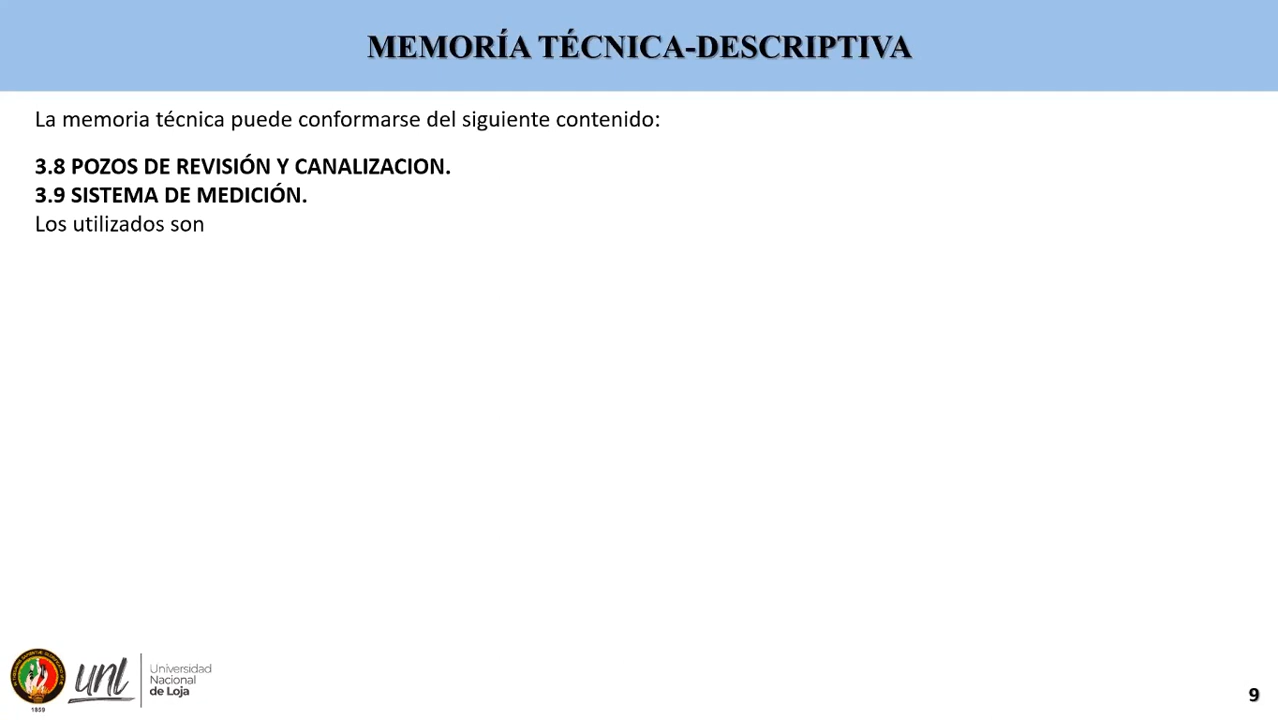 MEMORÍA TÉCNICA-DESCRIPTIVA
La memoria técnica puede conformarse del siguiente contenido:
3.8 POZOS DE REVISIÓN Y CANALIZACION.
3.9 SISTEMA DE MEDICIÓN.
Los utilizados son
1859
unl
Universidad
Nacional
de Loja
9